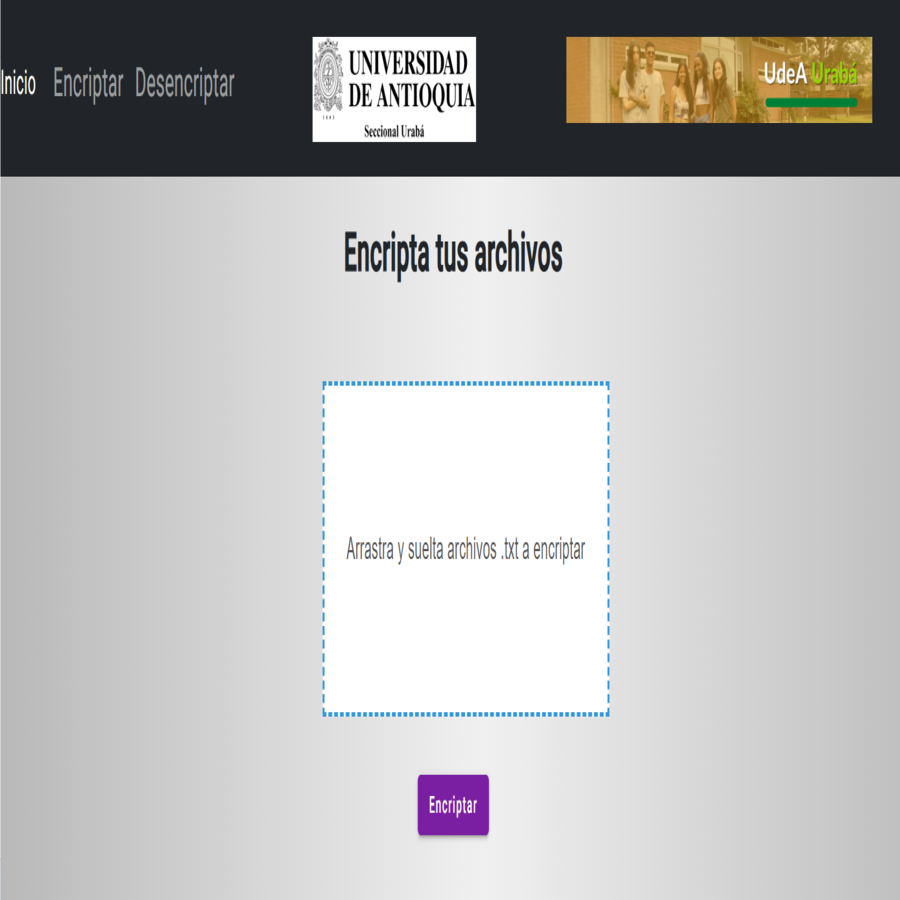 Inicio Encriptar Desencriptar
UNIVERSIDAD
DE ANTIOQUIA
1803
Seccional Urabá
UdeA Urabá
Encripta tus archivos
Arrastra y suelta archivos .txt a encriptar
Encriptar